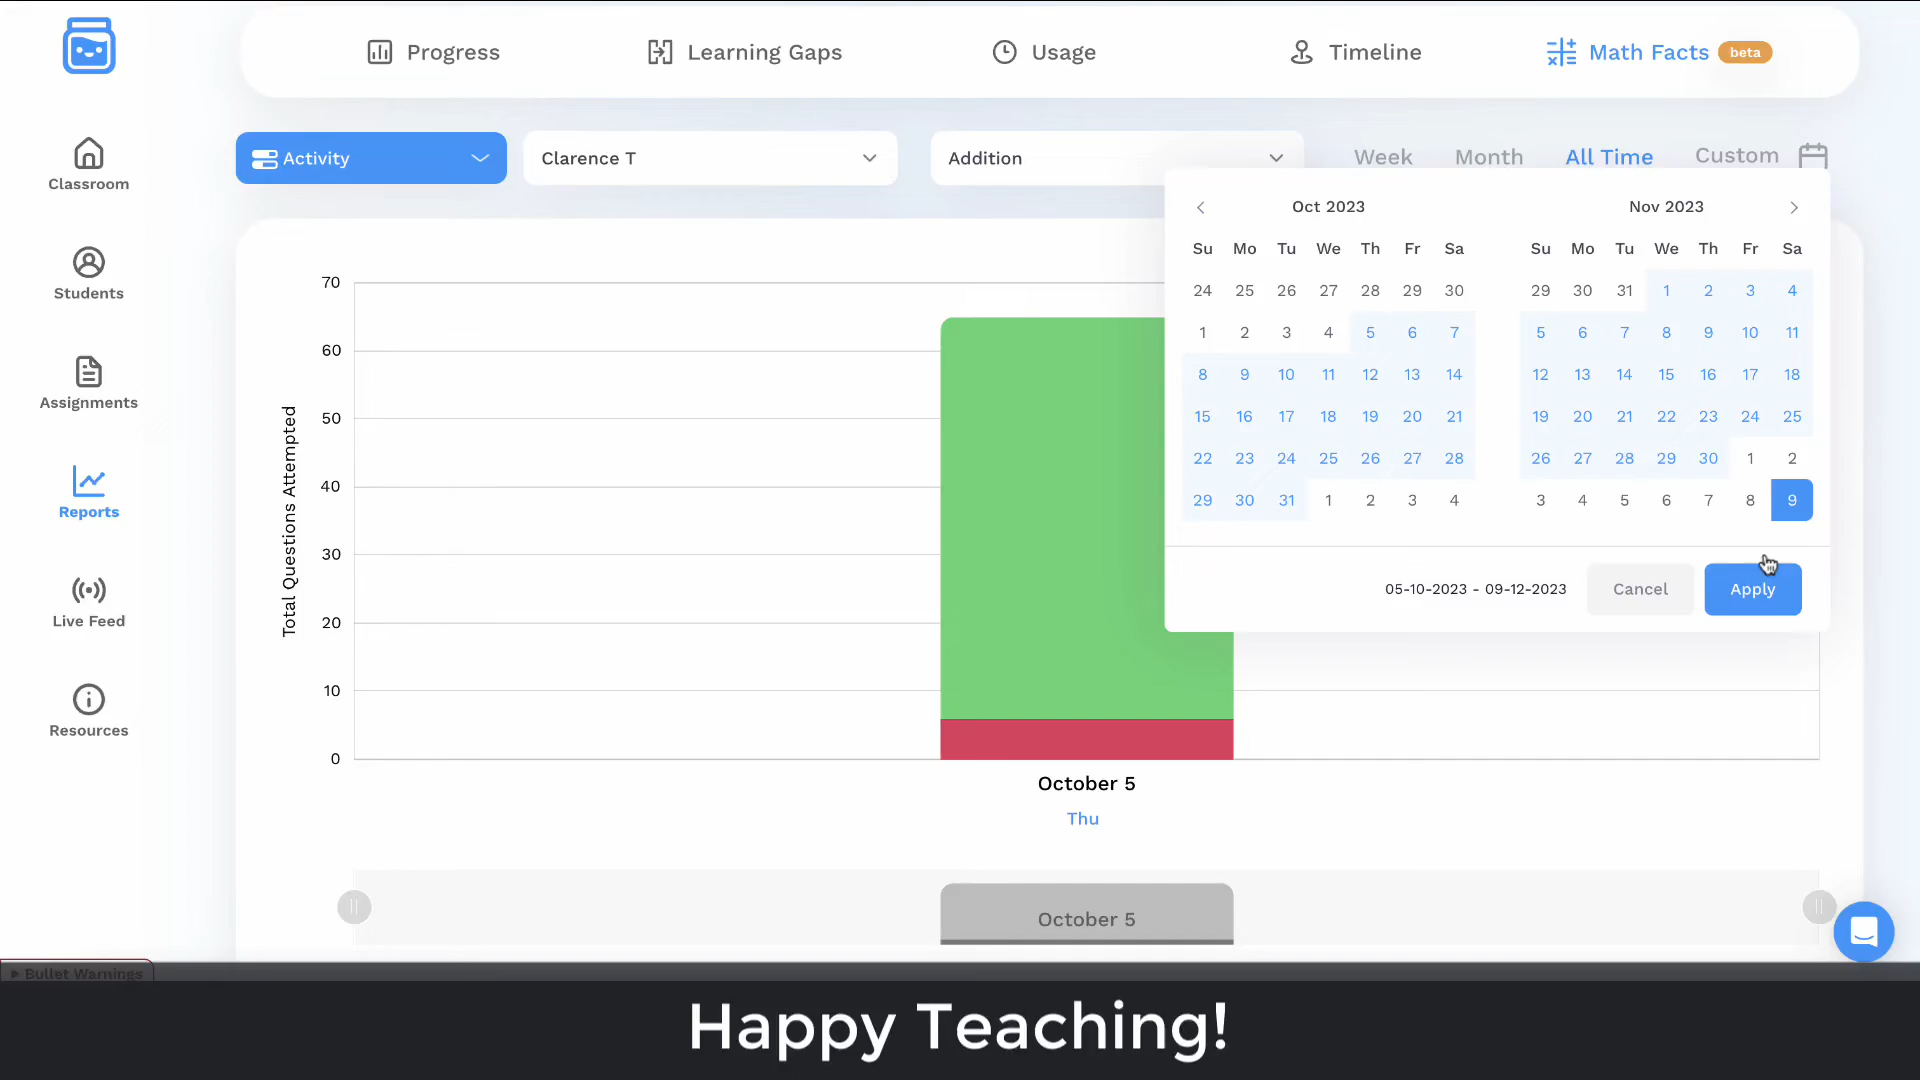 Progress
Learning Gaps
Usage
Timeline
Math Facts beta
Classroom
Students
Assignments
Reports
Live Feed
Resources
Activity
Clarence T
Addition
Week
Month
All Time
Custom
Oct 2023
Su Mo Tu We Th Fr Sa
24 25 26 27 28 29 30
1 2 3 4 5 6 7
8 9 10 11 12 13 14
15 16 17 18 19 20 21
22 23 24 25 26 27 28
29 30 31 1 2 3 4
Nov 2023
Su Mo Tu We Th Fr Sa
29 30 31 1 2 3 4
5 6 7 8 9 10 11
12 13 14 15 16 17 18
19 20 21 22 23 24 25
26 27 28 29 30 1 2
3 4 5 6 7 8 9
05-10-2023 - 09-12-2023
Cancel
Apply
Total Questions Attempted
70
60
50
40
30
20
10
0
October 5
Thu
October 5
Bullet Warnings
Happy Teaching!